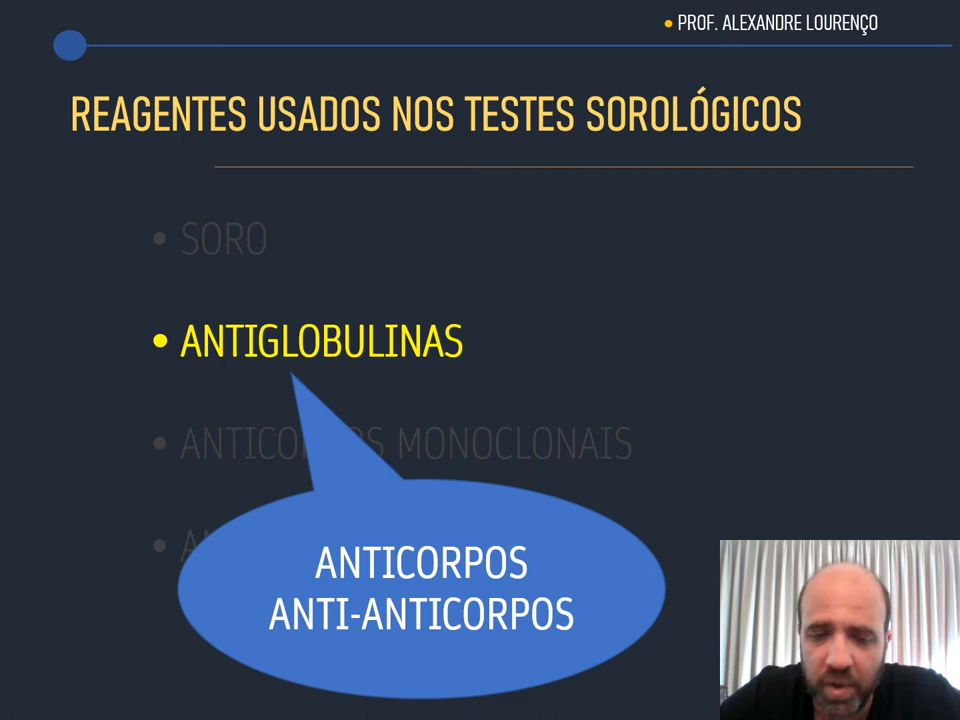 • PROF. ALEXANDRE LOURENÇO
REAGENTES USADOS NOS TESTES SOROLÓGICOS
• SORO
• ANTIGLOBULINAS
• MONOCLONAIS
ANTICORPOS
ANTI-ANTICORPOS